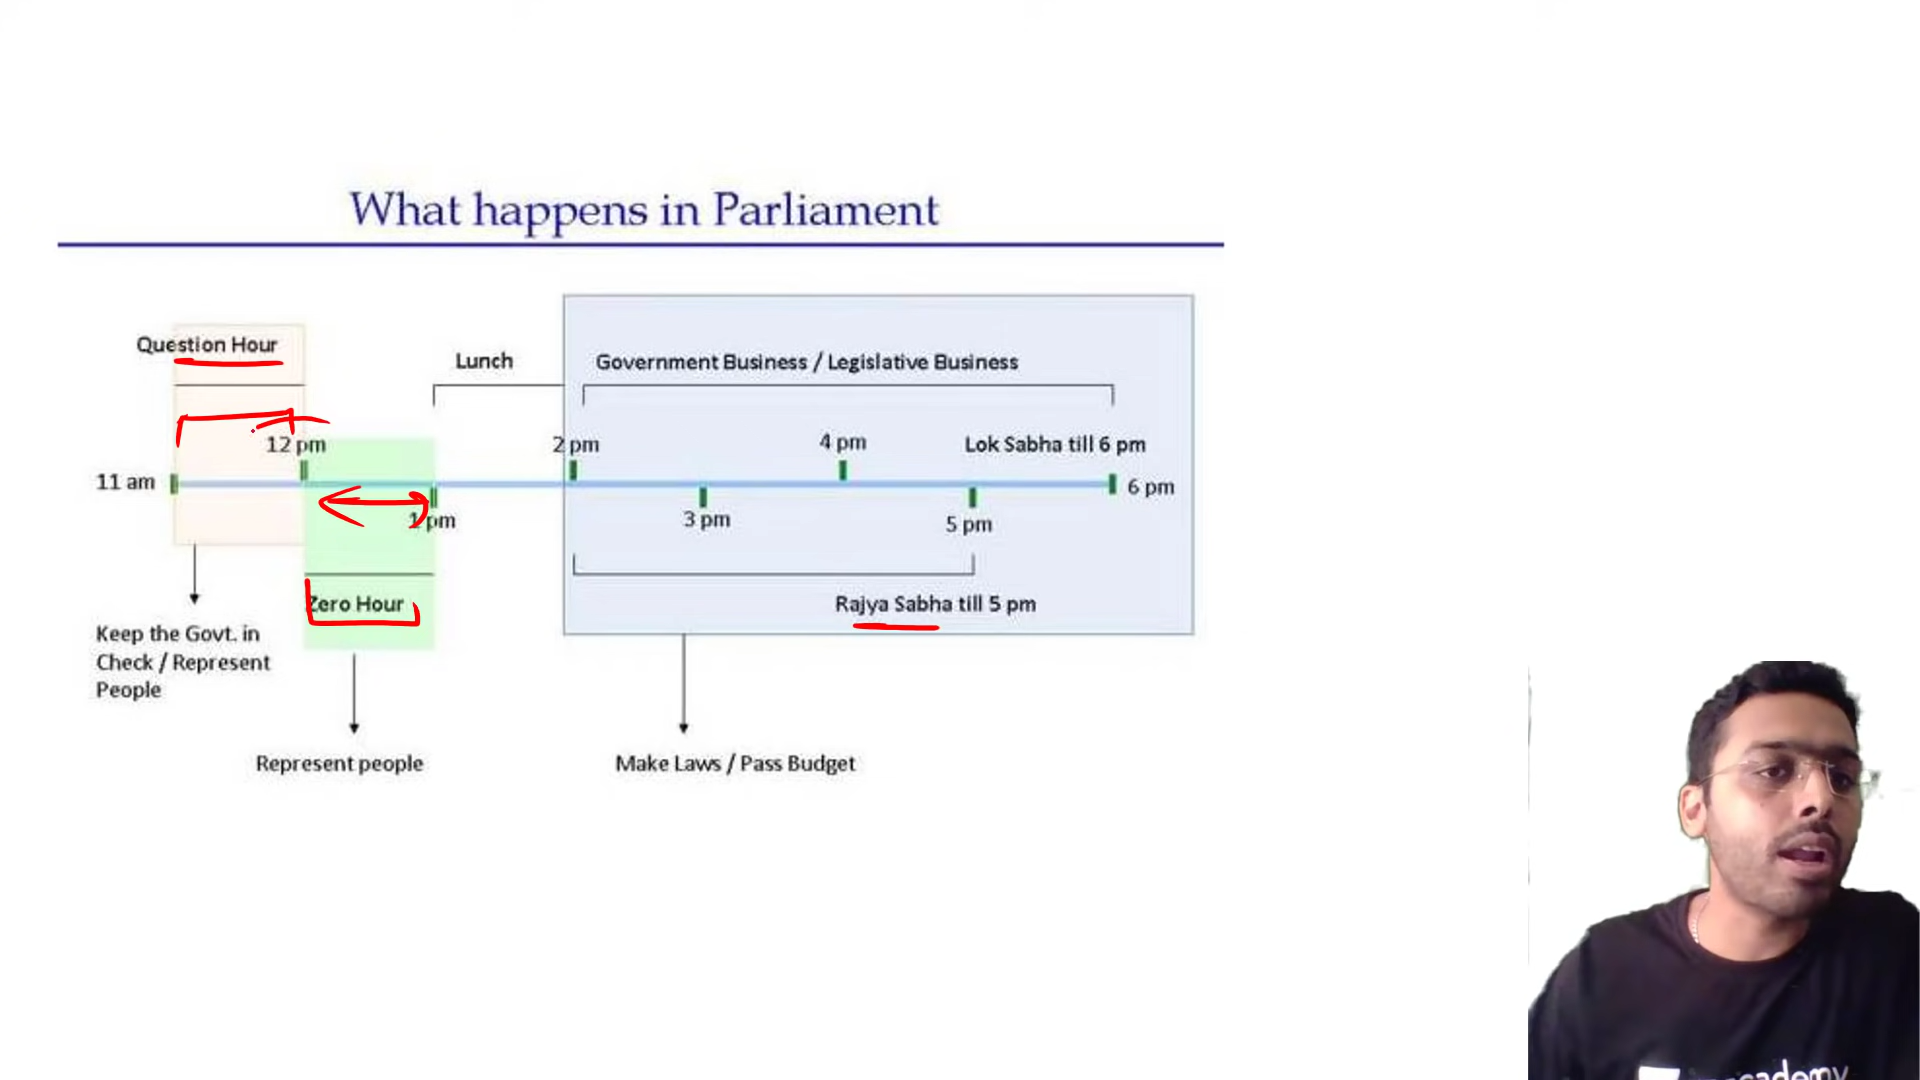 What happens in Parliament
Question Hour
Lunch
Government Business / Legislative Business
12 pm
2 pm
4 pm
Lok Sabha till 6 pm
11 am
6 pm
1 pm
3 pm
5 pm
Zero Hour
Rajya Sabha till 5 pm
Keep the Govt. in
Check / Represent
People
Represent people
Make Laws / Pass Budget